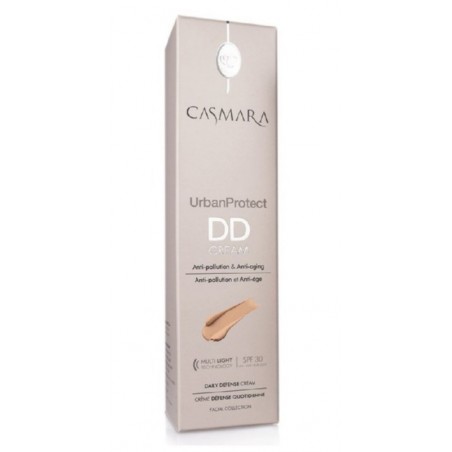 CASMARA
UrbanProtect
DD
CREAM
Anti-pollution & Anti-aging
Anti-pollution et Anti-âge
MULTI LIGHT
TECHNOLOGY
SPF 30
DAILY DEFENSE CREAM
CRÈME DÉFENSE QUOTIDIENNE
FACIAL COLLECTION